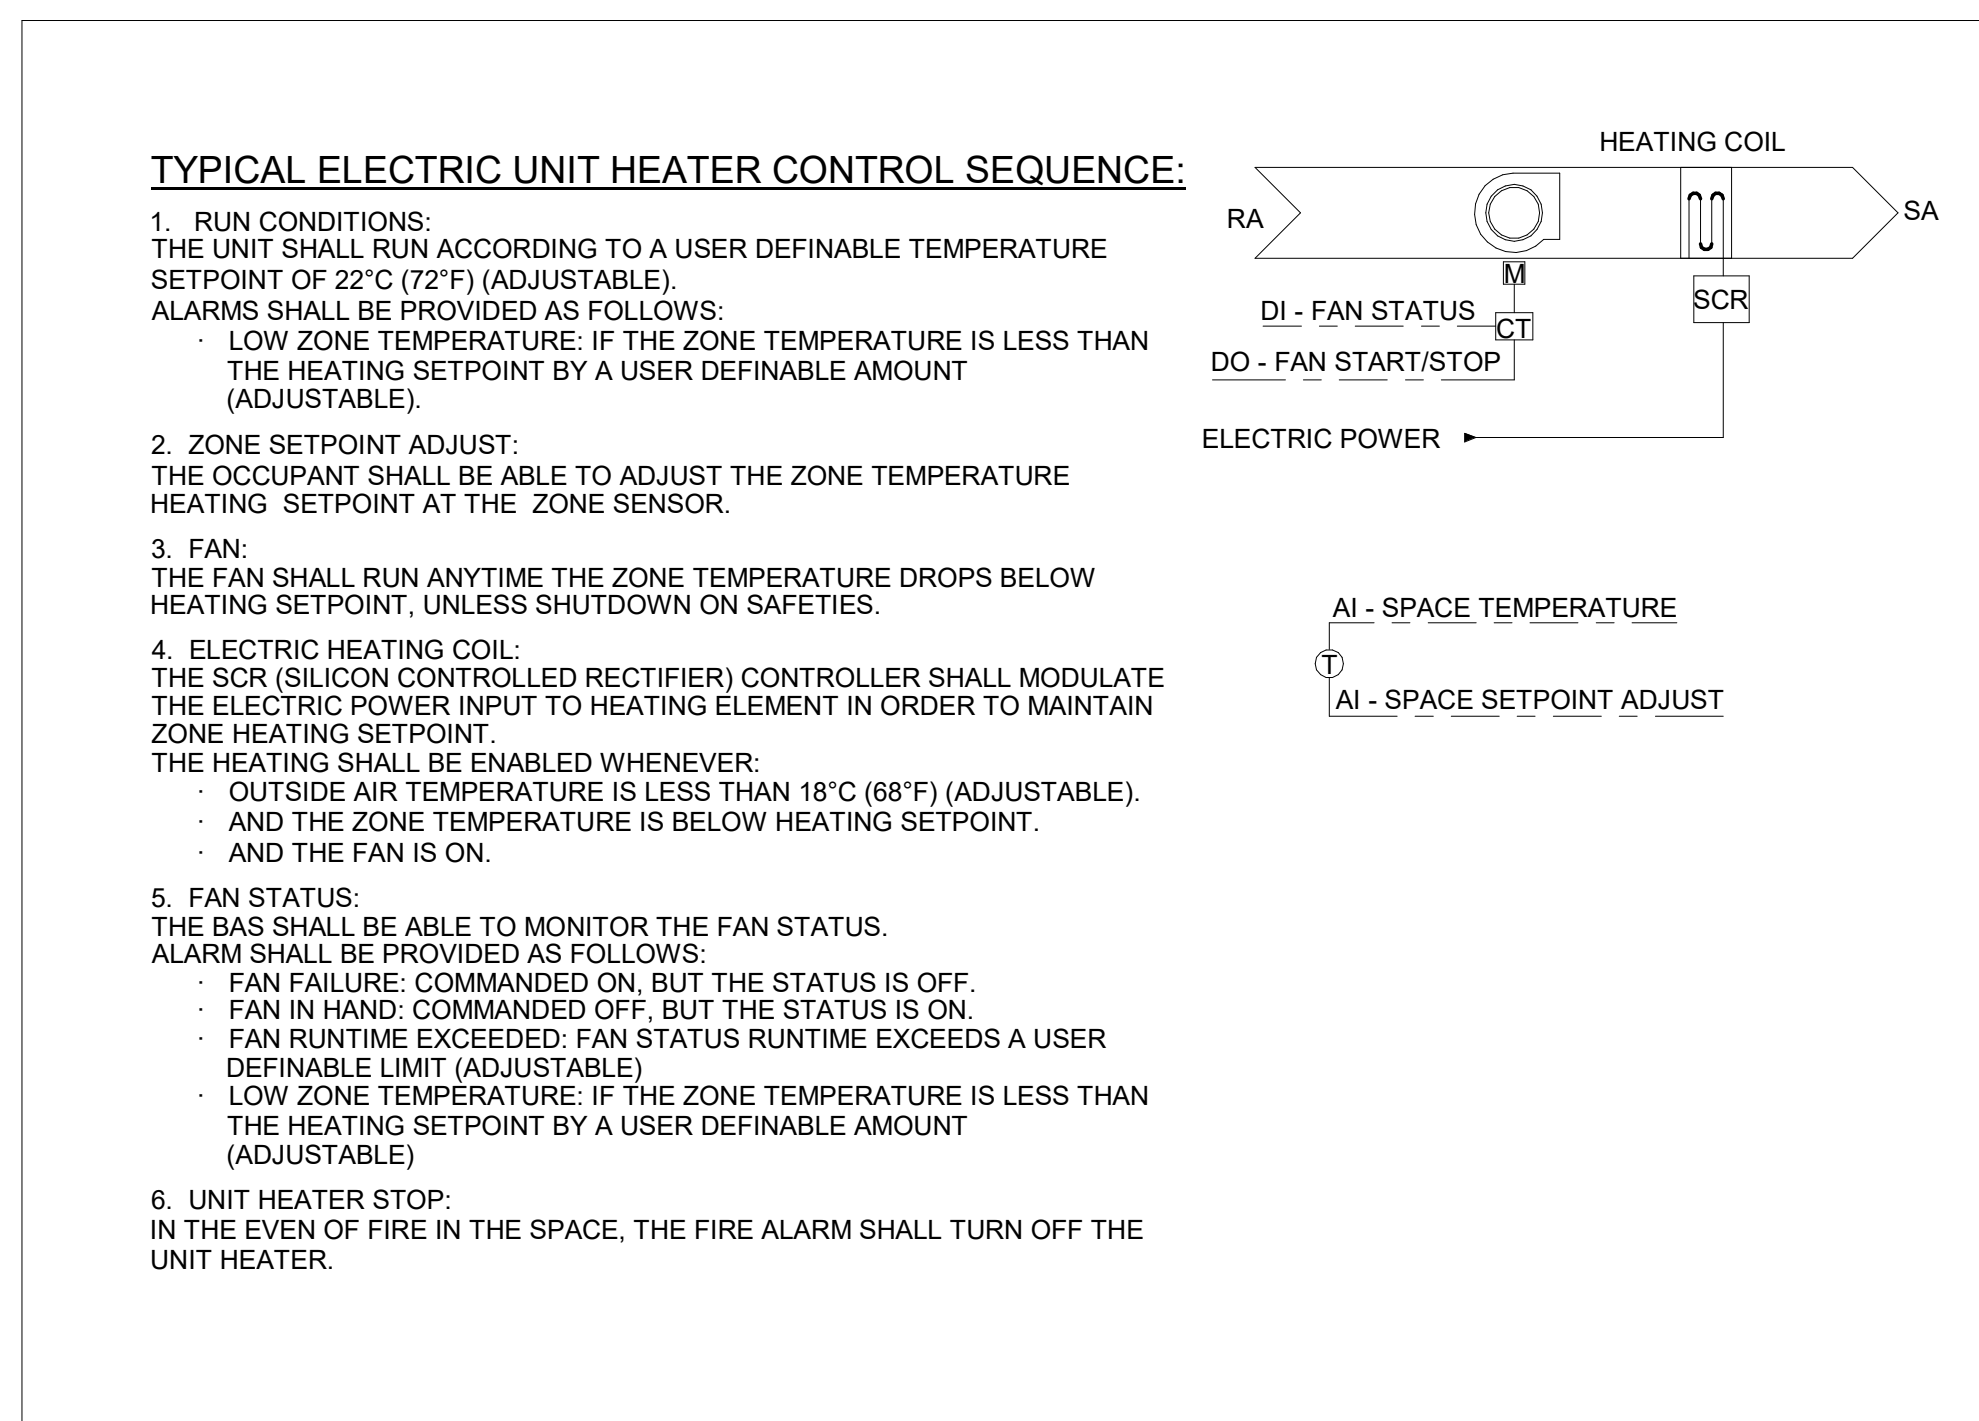 TYPICAL ELECTRIC UNIT HEATER CONTROL SEQUENCE:
1. RUN CONDITIONS:
THE UNIT SHALL RUN ACCORDING TO A USER DEFINABLE TEMPERATURE
SETPOINT OF 22°C (72°F) (ADJUSTABLE).
ALARMS SHALL BE PROVIDED AS FOLLOWS:
· LOW ZONE TEMPERATURE: IF THE ZONE TEMPERATURE IS LESS THAN
THE HEATING SETPOINT BY A USER DEFINABLE AMOUNT
(ADJUSTABLE).
2. ZONE SETPOINT ADJUST:
THE OCCUPANT SHALL BE ABLE TO ADJUST THE ZONE TEMPERATURE
HEATING SETPOINT AT THE ZONE SENSOR.
3. FAN:
THE FAN SHALL RUN ANYTIME THE ZONE TEMPERATURE DROPS BELOW
HEATING SETPOINT, UNLESS SHUTDOWN ON SAFETIES.
4. ELECTRIC HEATING COIL:
THE SCR (SILICON CONTROLLED RECTIFIER) CONTROLLER SHALL MODULATE
THE ELECTRIC POWER INPUT TO HEATING ELEMENT IN ORDER TO MAINTAIN
ZONE HEATING SETPOINT.
THE HEATING SHALL BE ENABLED WHENEVER:
· OUTSIDE AIR TEMPERATURE IS LESS THAN 18°C (68°F) (ADJUSTABLE).
· AND THE ZONE TEMPERATURE IS BELOW HEATING SETPOINT.
· AND THE FAN IS ON.
5. FAN STATUS:
THE BAS SHALL BE ABLE TO MONITOR THE FAN STATUS.
ALARM SHALL BE PROVIDED AS FOLLOWS:
· FAN FAILURE: COMMANDED ON, BUT THE STATUS IS OFF.
· FAN IN HAND: COMMANDED OFF, BUT THE STATUS IS ON.
· FAN RUNTIME EXCEEDED: FAN STATUS RUNTIME EXCEEDS A USER
DEFINABLE LIMIT (ADJUSTABLE)
· LOW ZONE TEMPERATURE: IF THE ZONE TEMPERATURE IS LESS THAN
THE HEATING SETPOINT BY A USER DEFINABLE AMOUNT
(ADJUSTABLE)
6. UNIT HEATER STOP:
IN THE EVEN OF FIRE IN THE SPACE, THE FIRE ALARM SHALL TURN OFF THE
UNIT HEATER.
HEATING COIL
RA
SA
M
SCR
DI - FAN STATUS
CT
DO - FAN START/STOP
ELECTRIC POWER
AI - SPACE TEMPERATURE
T
AI - SPACE SETPOINT ADJUST